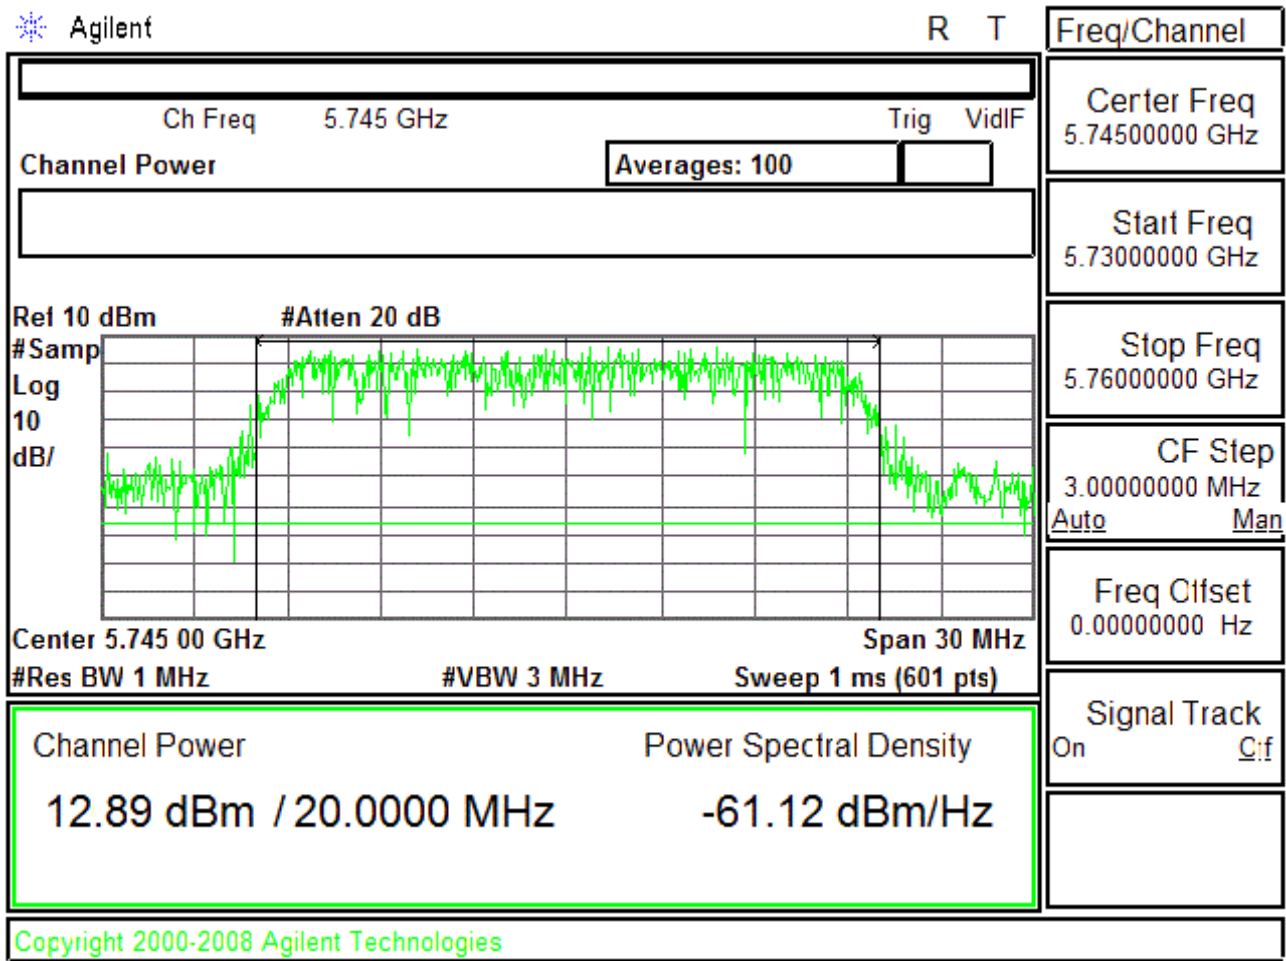 Agilent R T
Freq/Channel
Ch Freq 5.745 GHz Trig VidIF
Channel Power Averages: 100
Ref 10 dBm #Atten 20 dB
#Samp
Log
10
dB/
Center 5.745 00 GHz Span 30 MHz
#Res BW 1 MHz #VBW 3 MHz Sweep 1 ms (601 pts)
Channel Power Power Spectral Density
12.89 dBm / 20.0000 MHz -61.12 dBm/Hz
Copyright 2000-2008 Agilent Technologies
Center Freq
5.74500000 GHz
Start Freq
5.73000000 GHz
Stop Freq
5.76000000 GHz
CF Step
3.00000000 MHz
Auto Man
Freq Offset
0.00000000 Hz
Signal Track
On Off